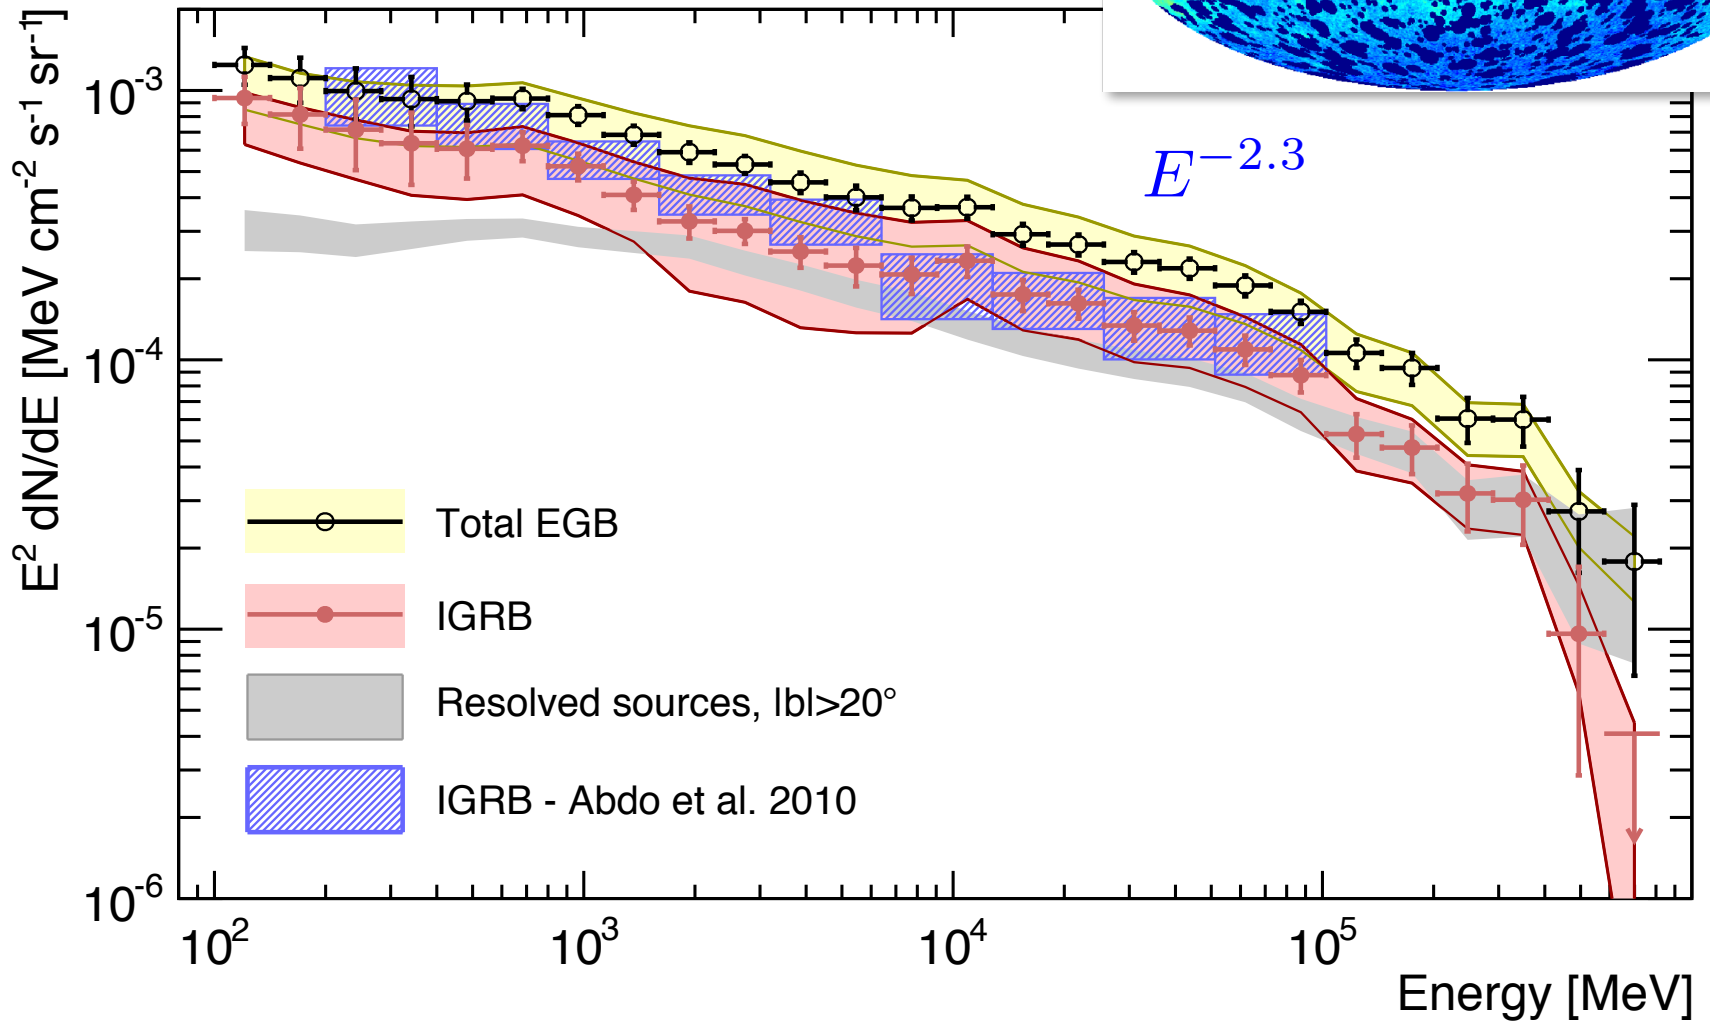 E² dN/dE [MeV cm⁻² s⁻¹ sr⁻¹]
10⁻³
10⁻⁴
10⁻⁵
10⁻⁶
E⁻²·³
Total EGB
IGRB
Resolved sources, |b|>20°
IGRB - Abdo et al. 2010
10² 10³ 10⁴ 10⁵
Energy [MeV]